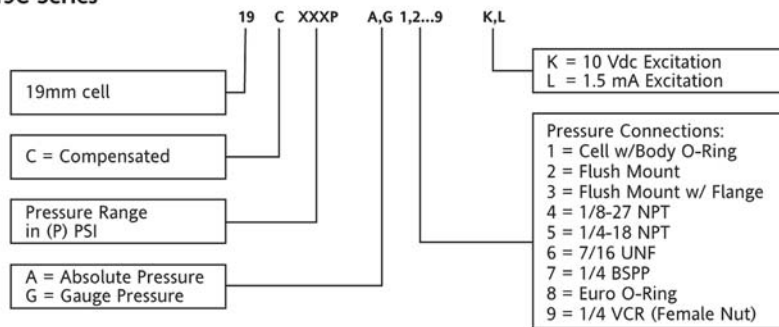 19 C XXXP A,G 1,2...9 K,L
K = 10 Vdc Excitation
L = 1.5 mA Excitation
19mm cell
C = Compensated
Pressure Range
in (P) PSI
A = Absolute Pressure
G = Gauge Pressure
Pressure Connections:
1 = Cell w/Body O-Ring
2 = Flush Mount
3 = Flush Mount w/ Flange
4 = 1/8-27 NPT
5 = 1/4-18 NPT
6 = 7/16 UNF
7 = 1/4 BSPP
8 = Euro O-Ring
9 = 1/4 VCR (Female Nut)